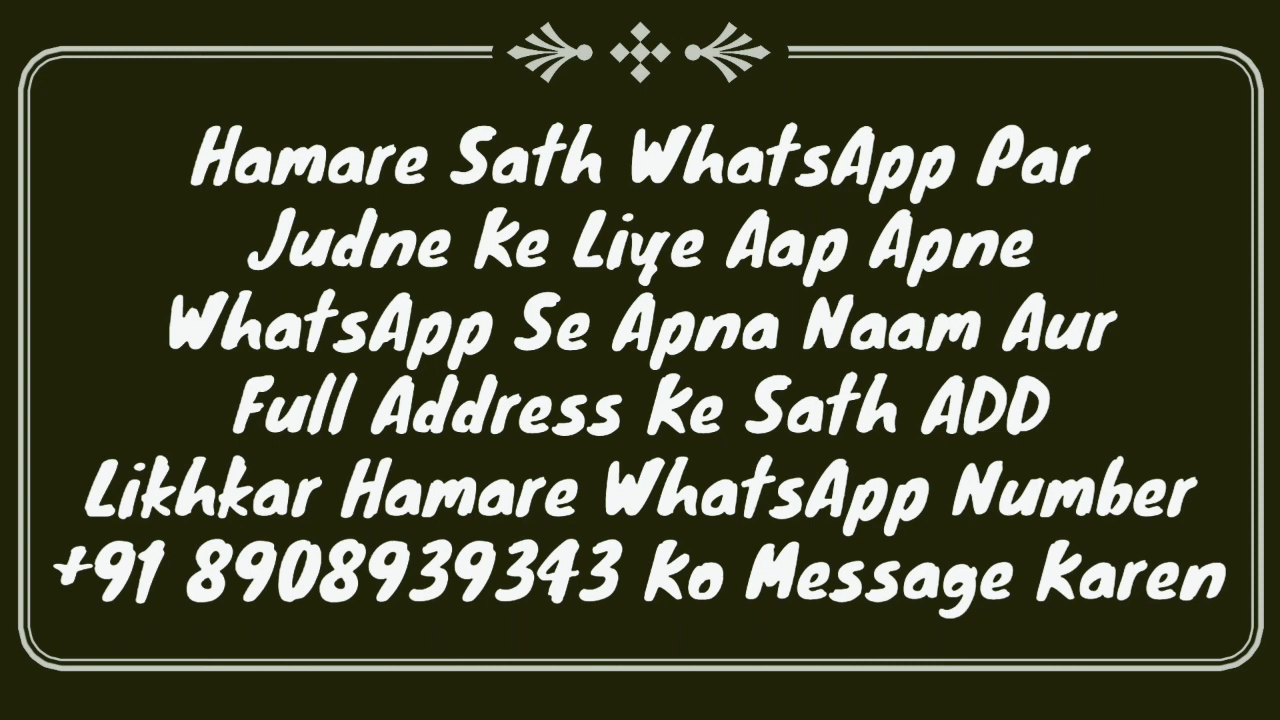 Hamare Sath WhatsApp Par
Judne Ke Liye Aap Apne
WhatsApp Se Apna Naam Aur
Full Address Ke Sath ADD
Likhkar Hamare WhatsApp Number
+91 8908939343 Ko Message Karen